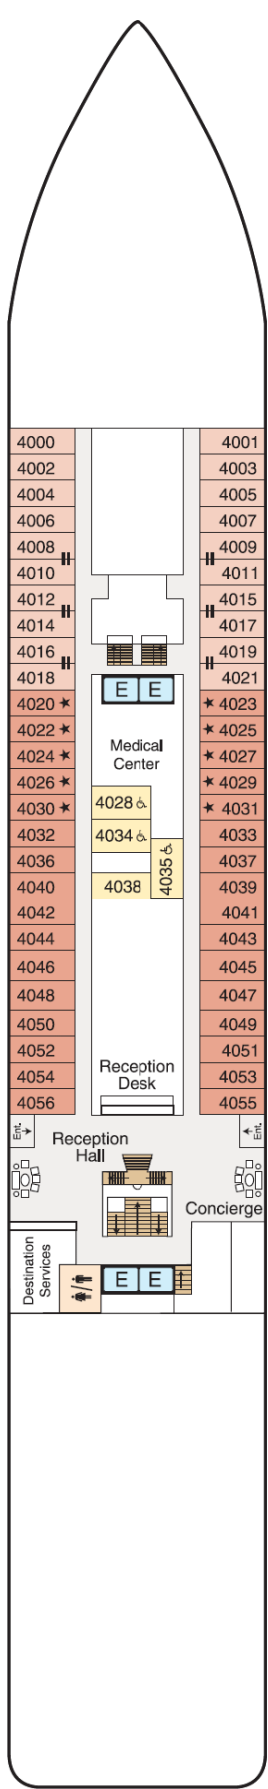 4000 4001
4002 4003
4004 4005
4006 4007
4008 4009
4010 4011
4012 4015
4014 4017
4016 4019
4018 4021
4020 ★ ★ 4023
E E
4022 ★ ★ 4025
Medical
Center
4024 ★ ★ 4027
4026 ★ ★ 4029
4030 ★ ★ 4031
4028
4032 4033
4034
4035
4036 4037
4040 4038 4039
4042 4041
4044 4043
4046 4045
4048 4047
4050 4049
4052 4051
4054 4053
Reception
Desk
4056 4055
Ent. Ent.
Reception
Hall
Concierge
Destination
Services
E E